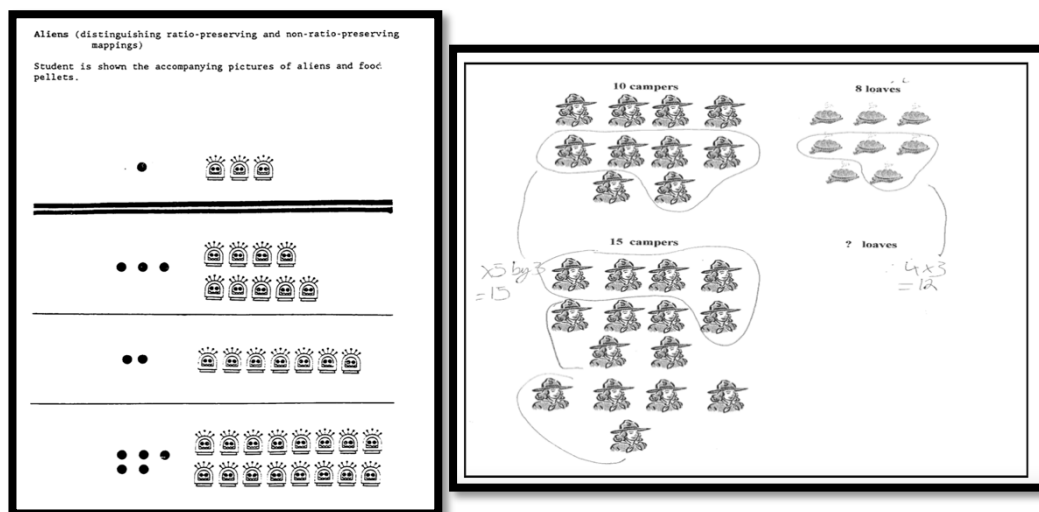 Aliens (distinguishing ratio-preserving and non-ratio-preserving
mappings)
Student is shown the accompanying pictures of aliens and food
pellets.
10 campers
8 loaves
15 campers
? loaves
x5 by 3
=15
4x3
=12